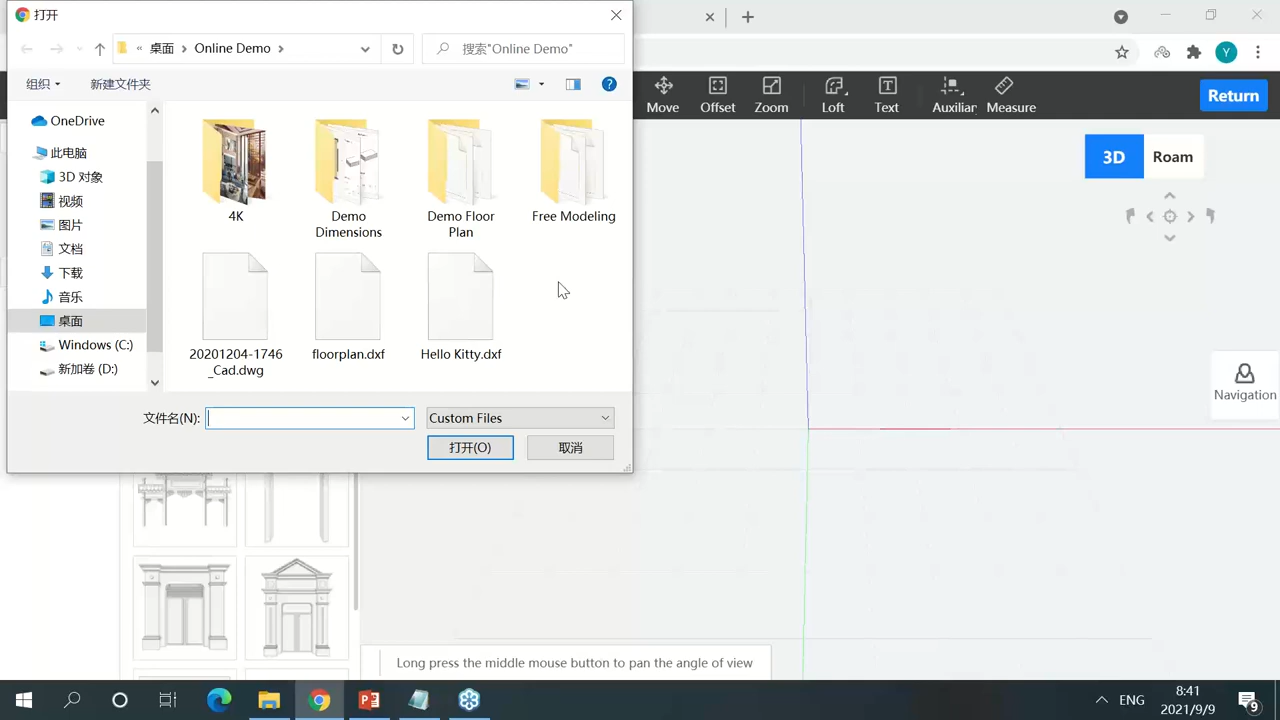 打开
桌面
Online Demo
搜索"Online Demo"
组织
新建文件夹
Move
Offset
Zoom
Loft
Text
Auxiliar
Measure
Return
OneDrive
此电脑
3D 对象
视频
图片
文档
下载
音乐
桌面
Windows (C:)
新加卷 (D:)
4K
Demo
Dimensions
Demo Floor
Plan
Free Modeling
20201204-1746
_Cad.dwg
floorplan.dxf
Hello Kitty.dxf
文件名(N):
Custom Files
打开(O)
取消
3D
Roam
Navigation
Long press the middle mouse button to pan the angle of view
Y
ENG
8:41
2021/9/9
9